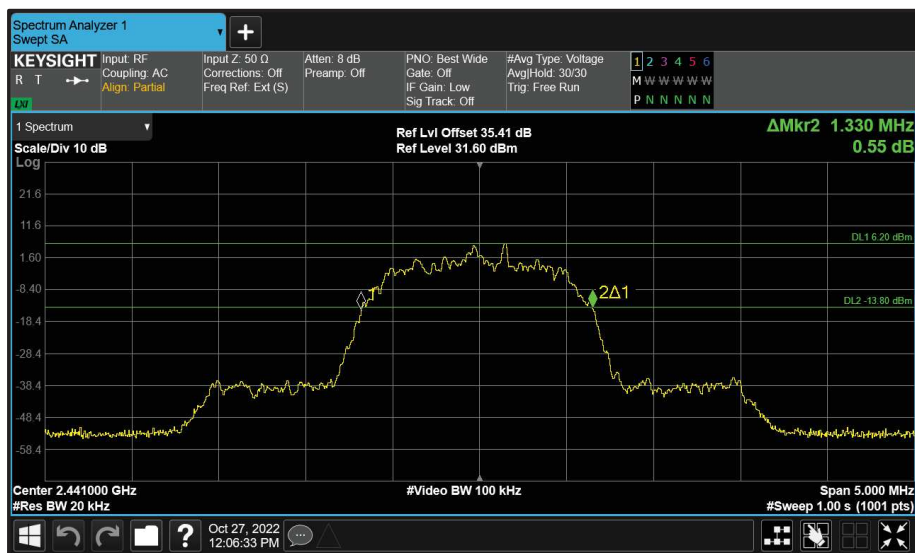 Spectrum Analyzer 1
Swept SA
KEYSIGHT
R T
LXI
Input: RF
Coupling: AC
Align: Partial
Input Z: 50 Ω
Corrections: Off
Freq Ref: Ext (S)
Atten: 8 dB
Preamp: Off
PNO: Best Wide
Gate: Off
IF Gain: Low
Sig Track: Off
#Avg Type: Voltage
Avg|Hold: 30/30
Trig: Free Run
1 2 3 4 5 6
M W W W W W
P N N N N N
1 Spectrum
Scale/Div 10 dB
Log
Ref Lvl Offset 35.41 dB
Ref Level 31.60 dBm
ΔMkr2 1.330 MHz
0.55 dB
21.6
11.6
DL1 6.20 dBm
1.60
-8.40
1
2Δ1
DL2 -13.80 dBm
-18.4
-28.4
-38.4
-48.4
-58.4
Center 2.441000 GHz
#Res BW 20 kHz
#Video BW 100 kHz
Span 5.000 MHz
#Sweep 1.00 s (1001 pts)
?
Oct 27, 2022
12:06:33 PM